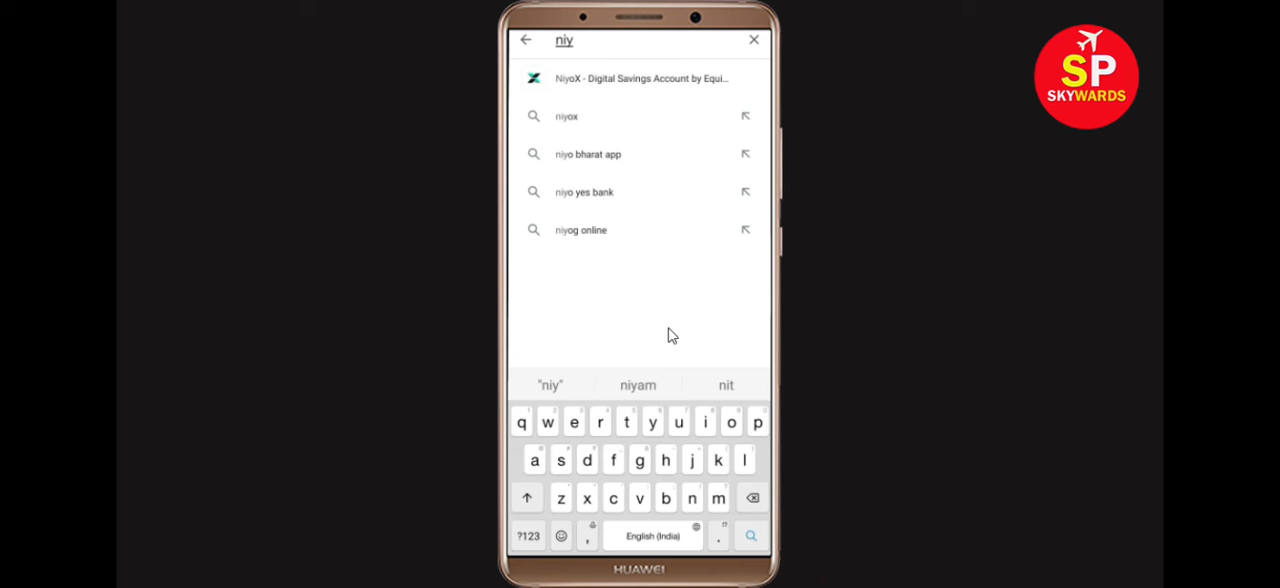 niy
SP
SKYWARDS
NiyoX - Digital Savings Account by Equi...
niyox
niyo bharat app
niyo yes bank
niyog online
"niy" niyam nit
q w e r t y u i o p
a s d f g h j k l
z x c v b n m
?123 , English (India) .
HUAWEI